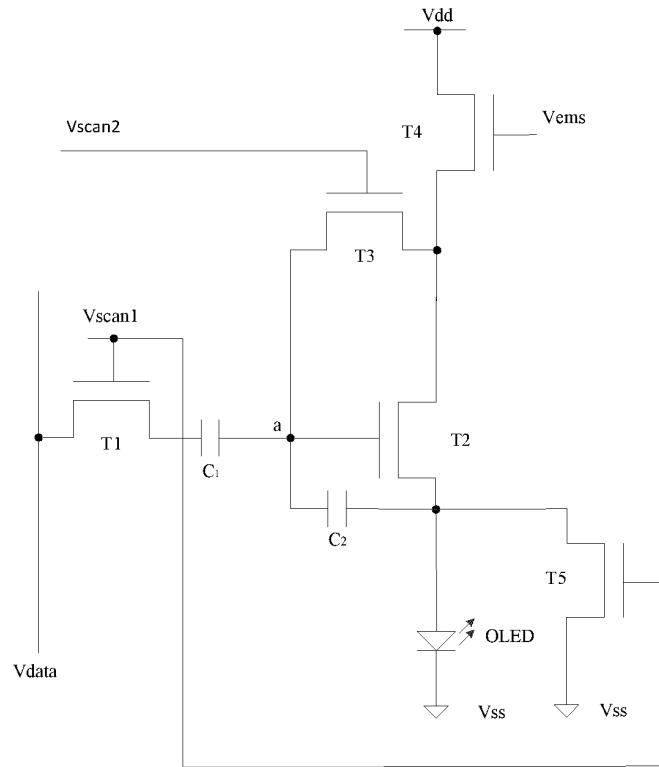 Vdd
Vems
T4
Vscan2
T3
Vscan1
a
T1
T2
C1
C2
T5
OLED
Vdata
Vss
Vss